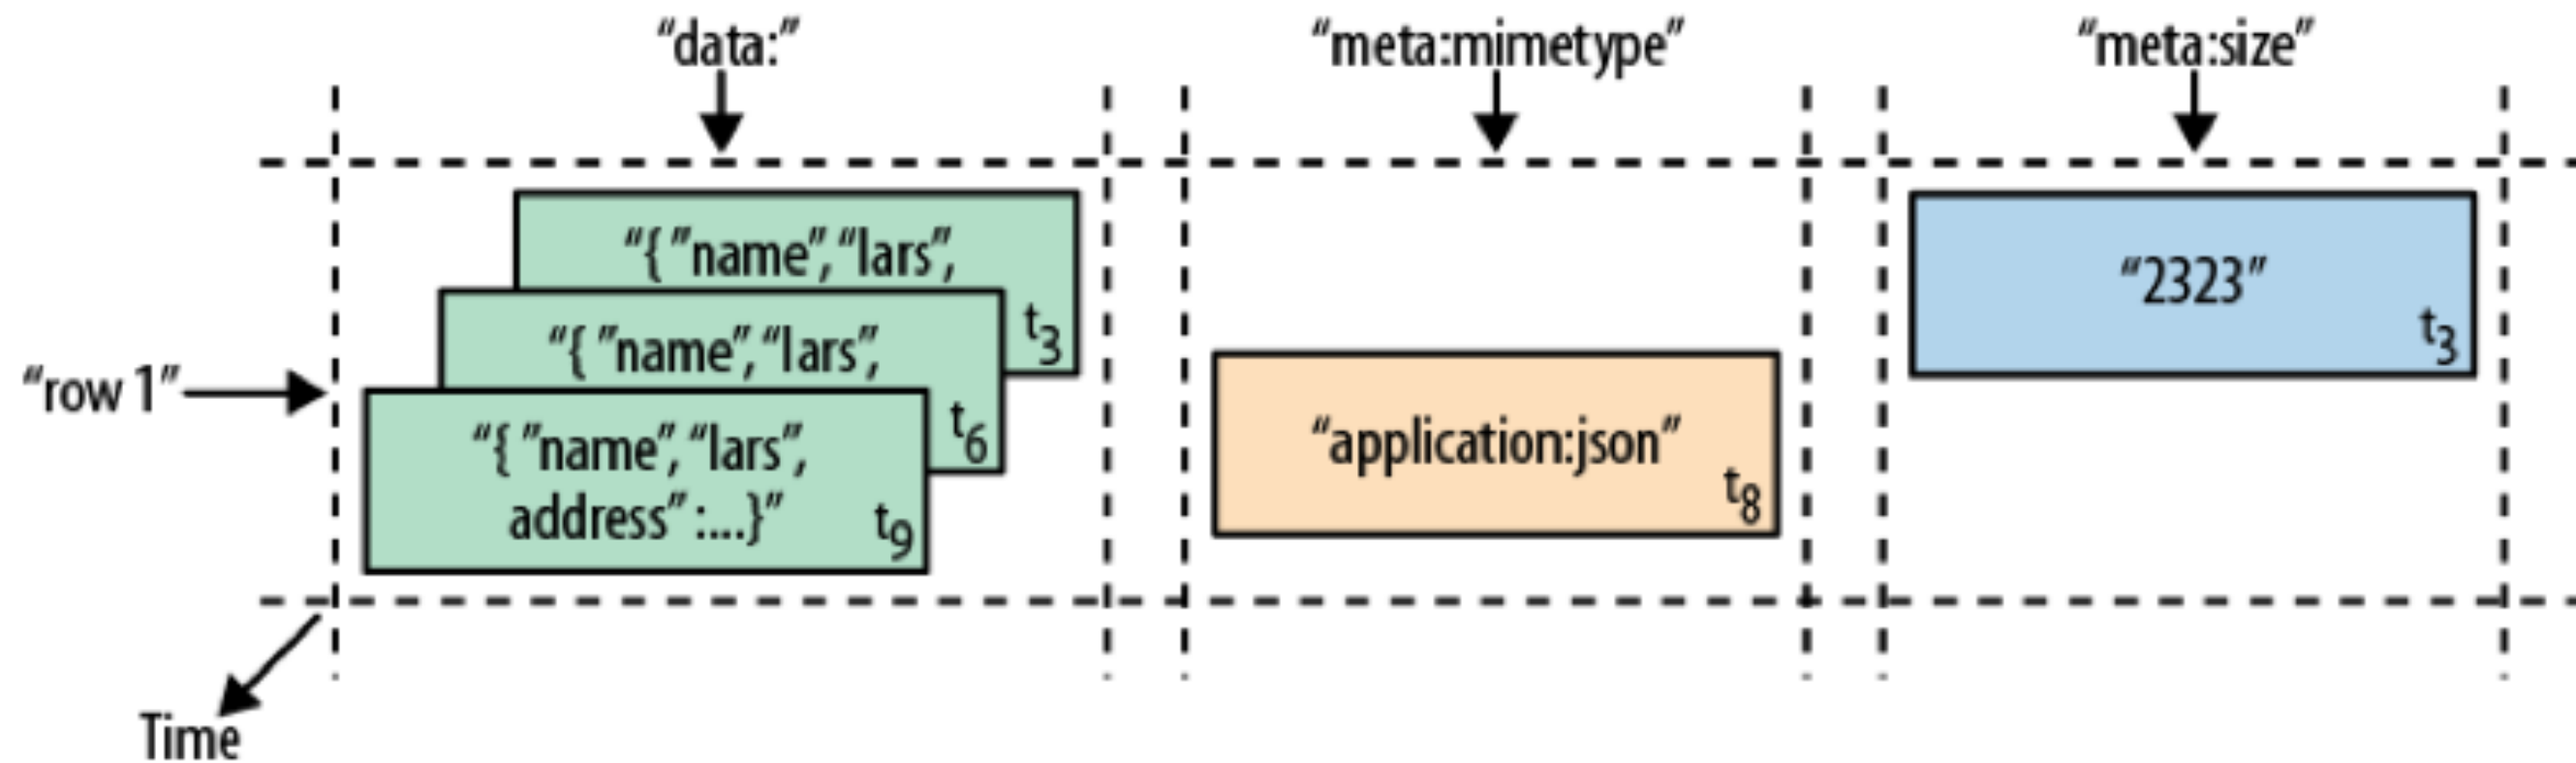 “data:” “meta:mimetype” “meta:size”
“{ ”name”, “lars”,
t3
“{ ”name”, “lars”,
t6
“{ ”name”, “lars”,
address” :...}”
t9
“row 1”
“application:json”
t8
“2323”
t3
Time